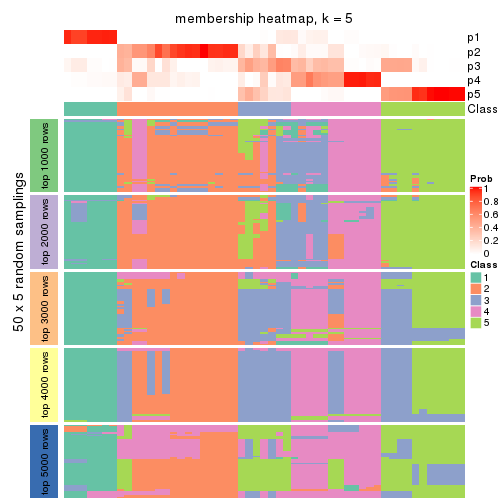 membership heatmap, k = 5
p1
p2
p3
p4
p5
Class
50 x 5 random samplings
top 1000 rows
top 2000 rows
top 3000 rows
top 4000 rows
top 5000 rows
Prob
1
0.8
0.6
0.4
0.2
0
Class
1
2
3
4
5